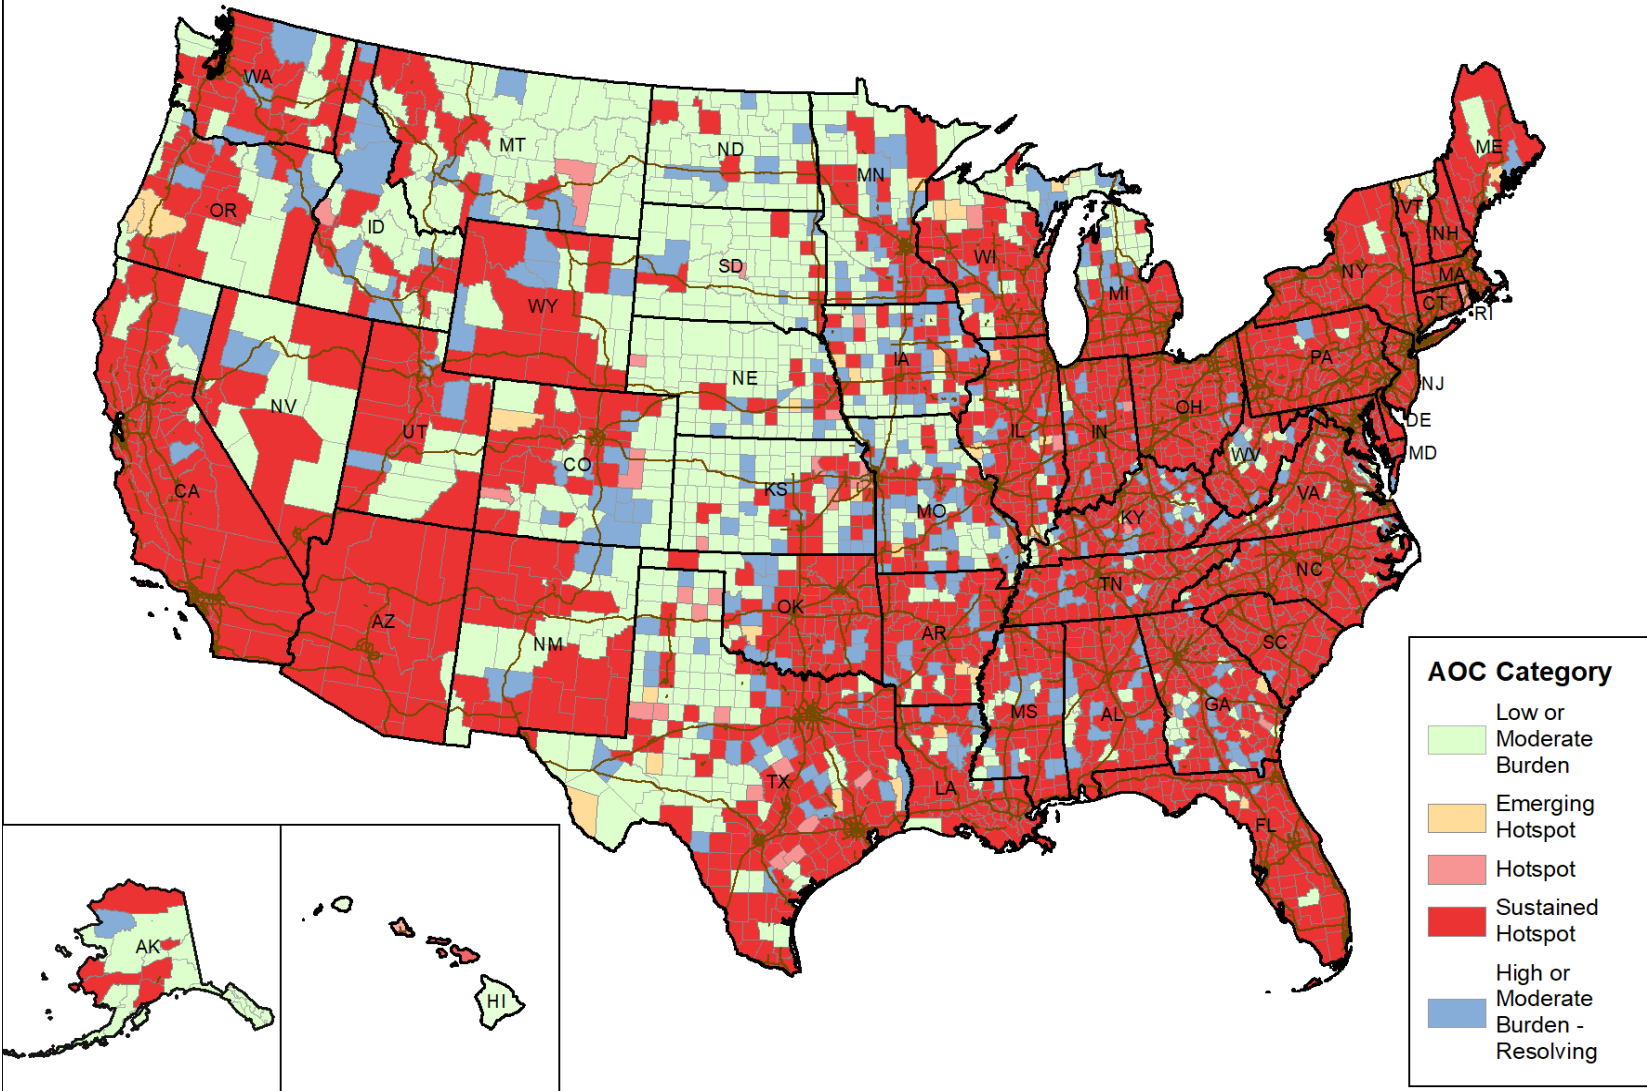 WA
MT
ND
MN
ME
OR
ID
SD
WI
VT
NH
NY
MA
MI
CT
RI
WY
IA
PA
NE
NJ
NV
UT
CO
IL
IN
OH
DE
MD
WV
CA
KS
MO
KY
VA
AZ
NM
OK
AR
TN
NC
SC
TX
LA
MS
AL
GA
FL
AK
HI
AOC Category
Low or
Moderate
Burden
Emerging
Hotspot
Hotspot
Sustained
Hotspot
High or
Moderate
Burden -
Resolving